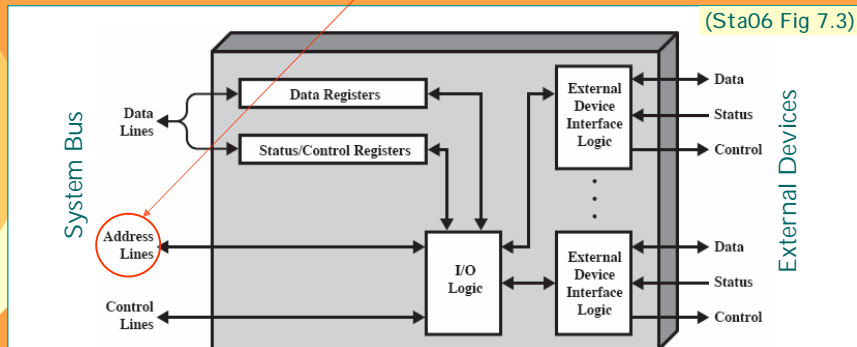 (Sta06 Fig 7.3)
System Bus
Data
Lines
Address
Lines
Control
Lines
Data Registers
Status/Control Registers
I/O
Logic
External
Device
Interface
Logic
External
Device
Interface
Logic
Data
Status
Control
Data
Status
Control
External Devices